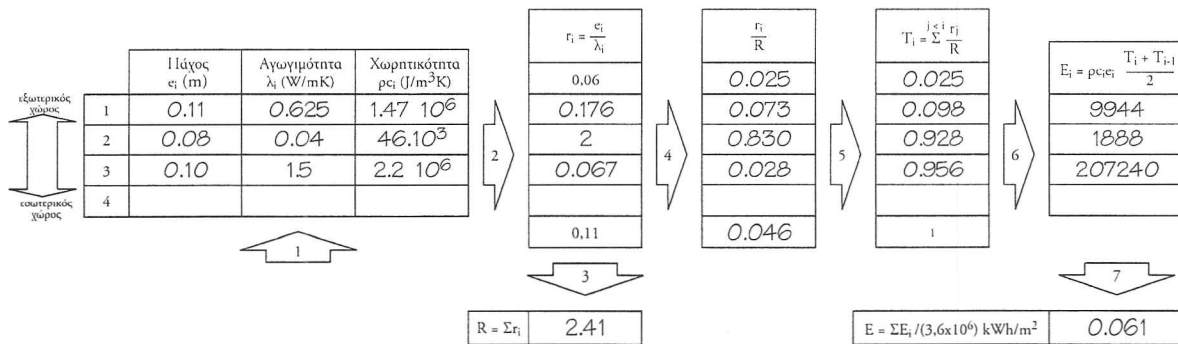 Πάχος Αγωγιμότητα Χωρητικότητα
e_i (m) λ_i (W/mK) ρc_i (J/m³K)
r_i = e_i / λ_i
r_i / R
T_i = Σ^{j < i} r_j / R
E_i = ρc_i e_i (T_i + T_{i-1}) / 2
εξωτερικός χώρος
0,06 0.025 0.025
1 0.11 0.625 1.47 10⁶ 0.176 0.073 0.098 9944
2 0.08 0.04 46.10³ 2 0.830 0.928 1888
3 0.10 1.5 2.2 10⁶ 0.067 0.028 0.956 207240
4
εσωτερικός χώρος
0,11 0.046 1
1 2 3 4 5 6 7
R = Σr_i 2.41
E = ΣE_i /(3,6x10⁶) kWh/m² 0.061